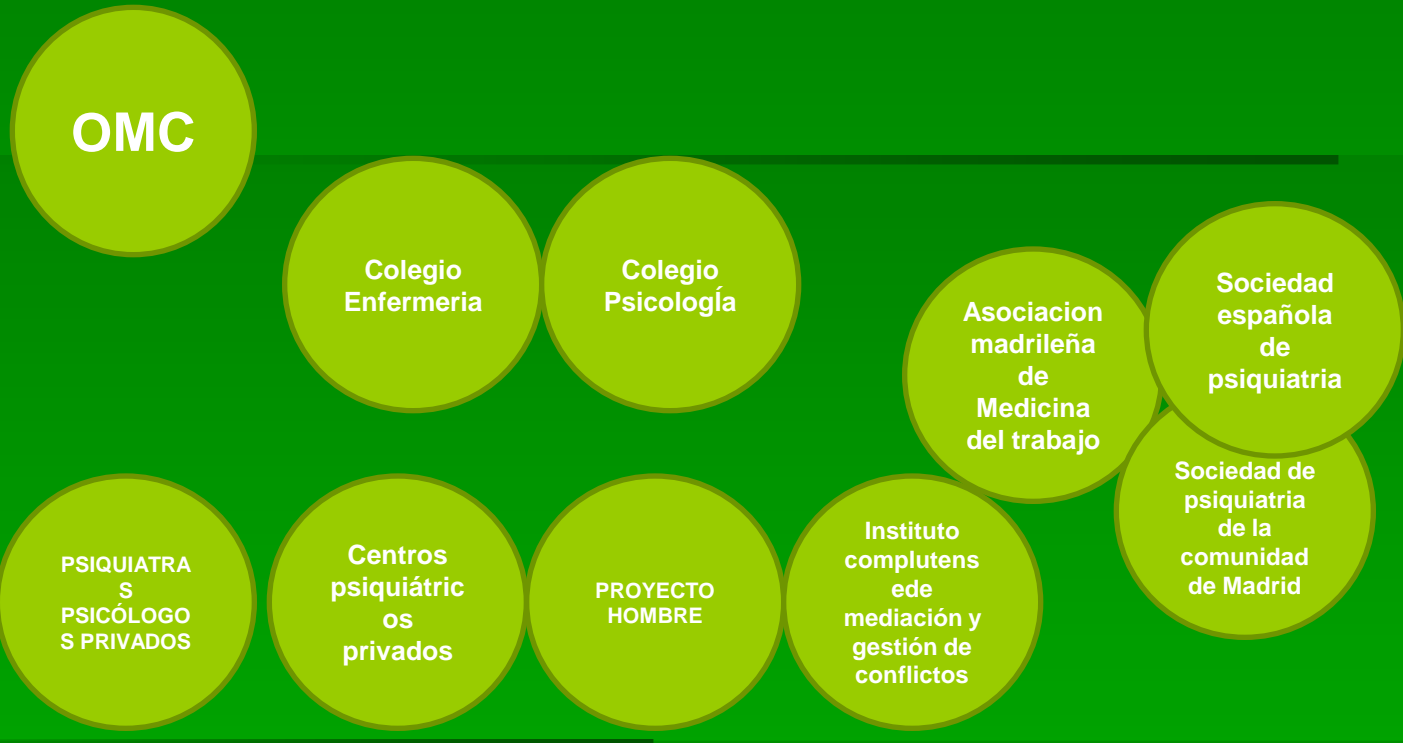 OMC
Colegio
Enfermeria
Colegio
PsicologÍa
Asociacion
madrileña
de
Medicina
del trabajo
Sociedad
española
de
psiquiatria
Sociedad de
psiquiatria
de la
comunidad
de Madrid
PSIQUIATRA
S
PSICÓLOGO
S PRIVADOS
Centros
psiquiátric
os
privados
PROYECTO
HOMBRE
Instituto
complutens
ede
mediación y
gestión de
conflictos